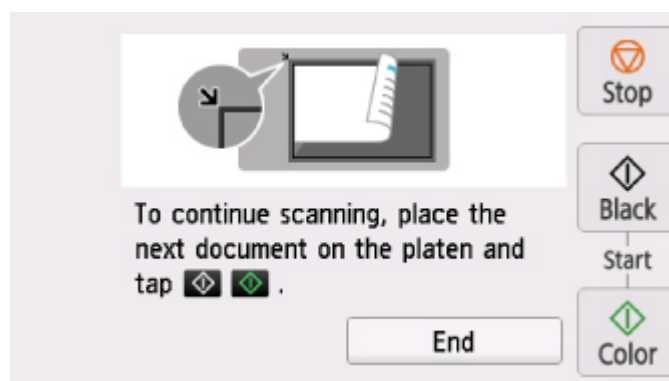 Stop
To continue scanning, place the
next document on the platen and
tap .
Black
Start
End
Color